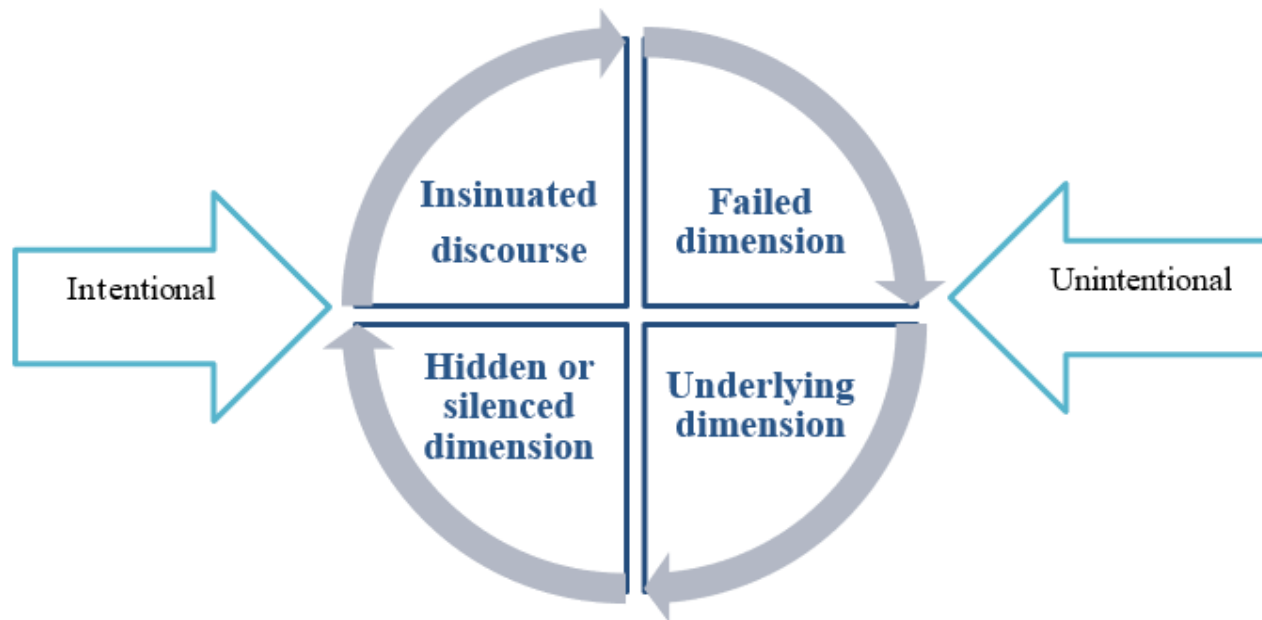 Intentional
Insinuated
discourse
Failed
dimension
Unintentional
Hidden or
silenced
dimension
Underlying
dimension